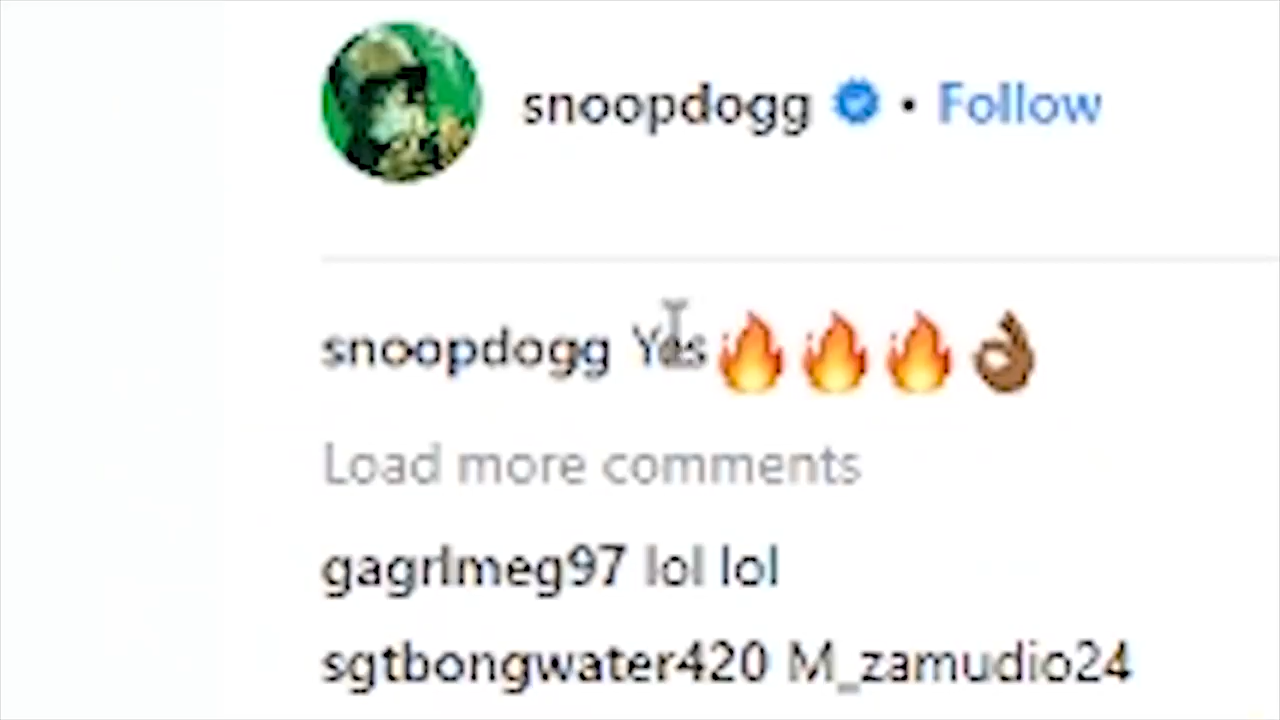 snoopdogg • Follow
snoopdogg Yes🔥🔥🔥👌🏾
Load more comments
gagrlmeg97 lol lol
sgtbongwater420 M_zamudio24